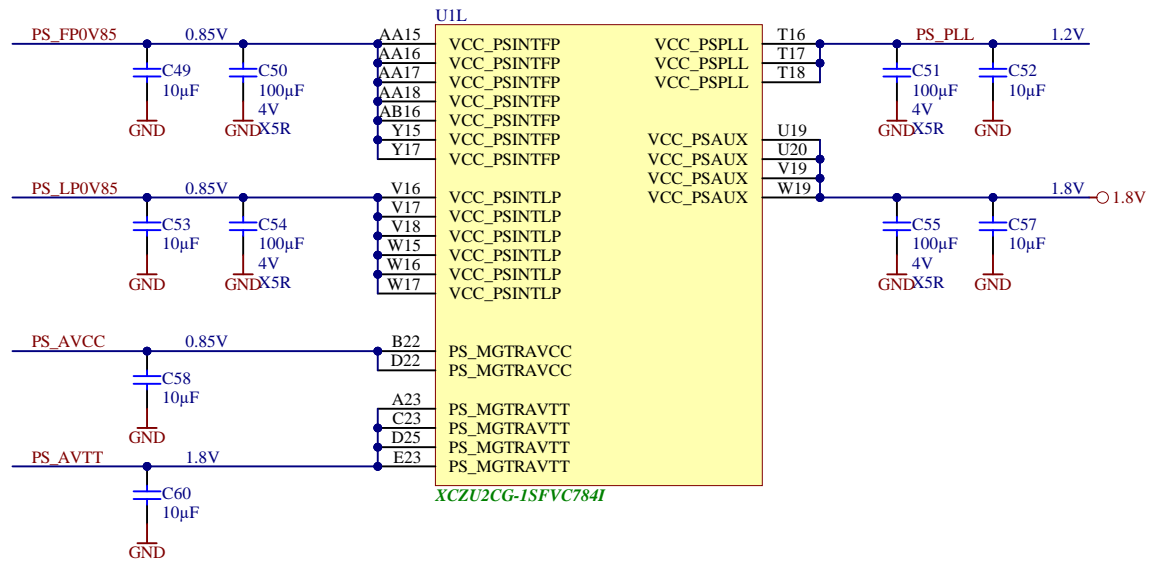 U1L
PS_FP0V85 0.85V AA15 VCC_PSINTFP VCC_PSPLL T16 PS_PLL 1.2V
AA16 VCC_PSINTFP VCC_PSPLL T17
C49 C50 AA17 VCC_PSINTFP VCC_PSPLL T18 C51 C52
10µF 100µF AA18 VCC_PSINTFP 100µF 10µF
4V AB16 VCC_PSINTFP 4V
GND GND X5R Y15 VCC_PSINTFP VCC_PSAUX U19 GND X5R GND
Y17 VCC_PSINTFP VCC_PSAUX U20
VCC_PSAUX V19
PS_LP0V85 0.85V V16 VCC_PSINTLP VCC_PSAUX W19 1.8V 1.8V
V17 VCC_PSINTLP
C53 C54 V18 VCC_PSINTLP C55 C57
10µF 100µF W15 VCC_PSINTLP 100µF 10µF
4V W16 VCC_PSINTLP 4V
GND GND X5R W17 VCC_PSINTLP GND X5R GND
PS_AVCC 0.85V B22 PS_MGTRAVCC
D22 PS_MGTRAVCC
C58
10µF
A23 PS_MGTRAVTT
C23 PS_MGTRAVTT
GND D25 PS_MGTRAVTT
PS_AVTT 1.8V E23 PS_MGTRAVTT
C60 XCZU2CG-1SFVC784I
10µF
GND